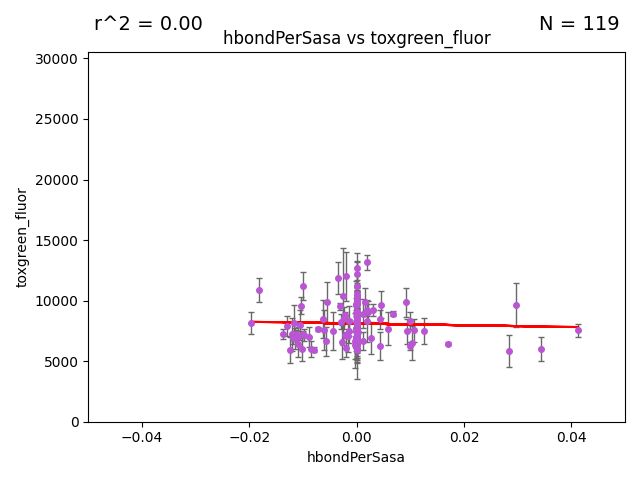 r^2 = 0.00
N = 119
hbondPerSasa vs toxgreen_fluor
30000
25000
20000
15000
10000
5000
0
toxgreen_fluor
−0.04
−0.02
0.00
0.02
0.04
hbondPerSasa